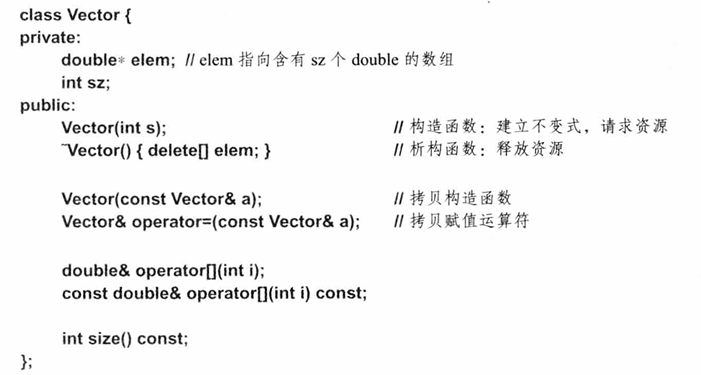 class Vector {
private:
double* elem; // elem 指向含有 sz 个 double 的数组
int sz;
public:
Vector(int s); // 构造函数：建立不变式，请求资源
~Vector() { delete[] elem; } // 析构函数：释放资源
Vector(const Vector& a); // 拷贝构造函数
Vector& operator=(const Vector& a); // 拷贝赋值运算符
double& operator[](int i);
const double& operator[](int i) const;
int size() const;
};